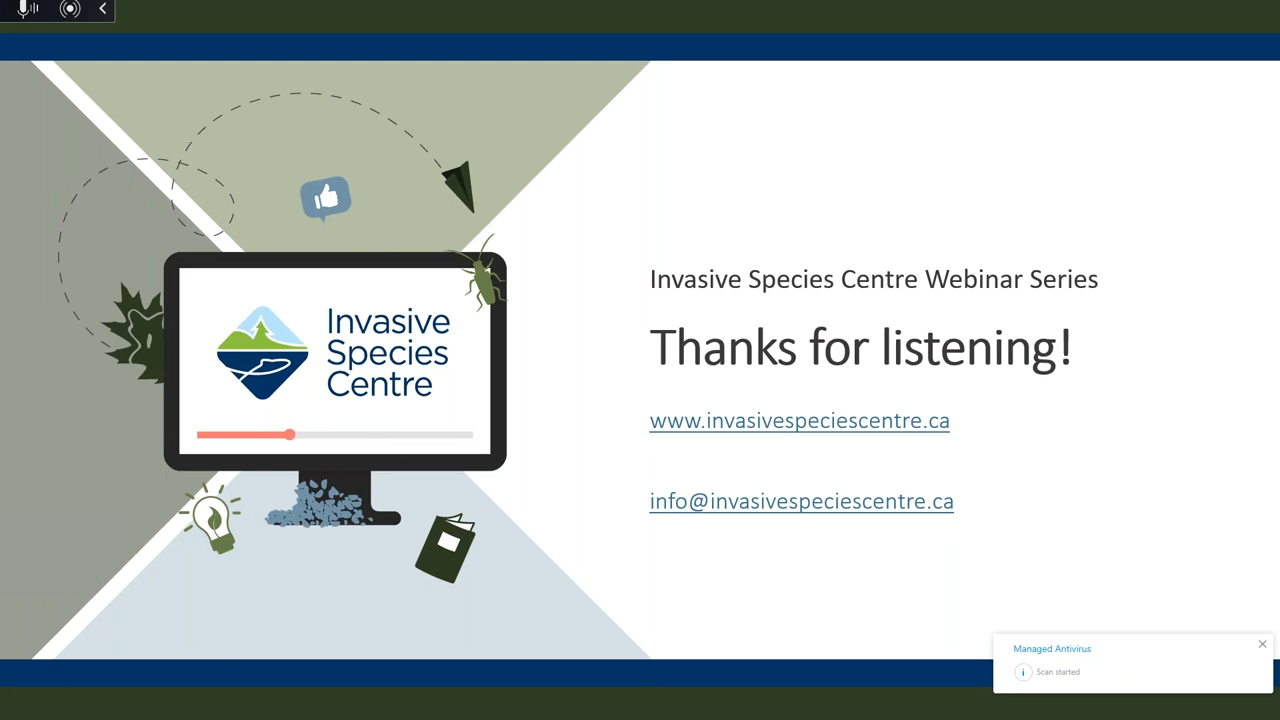 Invasive Species Centre Webinar Series
Thanks for listening!
www.invasivespeciescentre.ca
info@invasivespeciescentre.ca
Invasive
Species
Centre
Managed Antivirus
Scan started